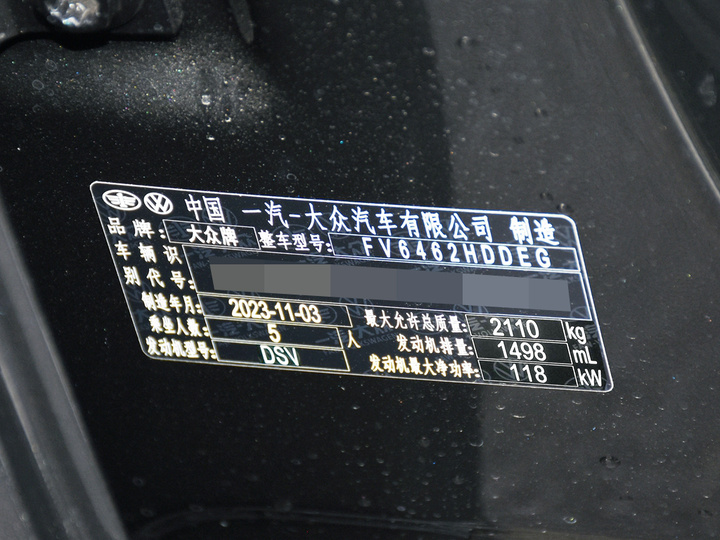 中国 一汽-大众汽车有限公司 制造
品牌: 大众牌 整车型号: FV6462HDDEG
车辆识
别代号:
制造年月: 2023-11-03 最大允许总质量: 2110 kg
乘坐人数: 5 人 发动机排量: 1498 mL
发动机型号: DSV 发动机最大净功率: 118 kW